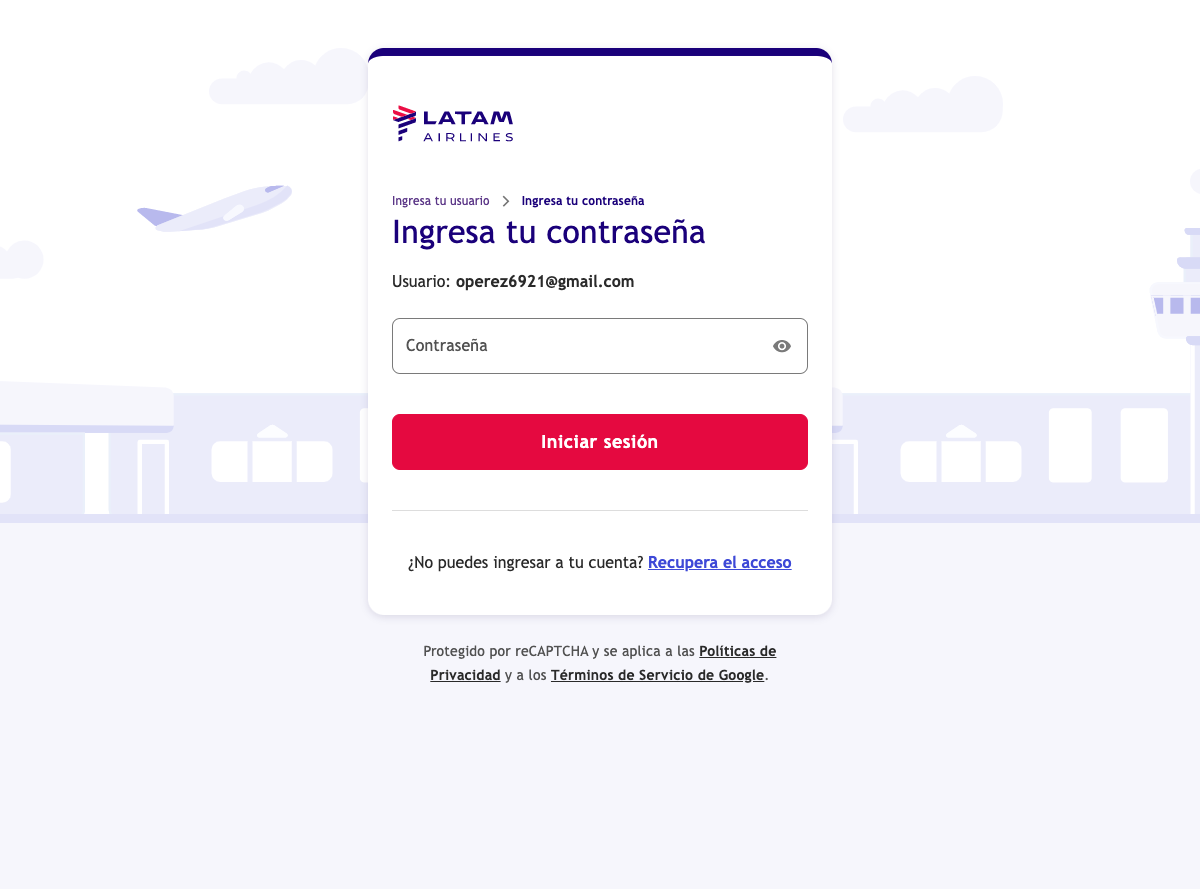 LATAM
AIRLINES
Ingresa tu usuario > Ingresa tu contraseña
Ingresa tu contraseña
Usuario: operez6921@gmail.com
Contraseña
Iniciar sesión
¿No puedes ingresar a tu cuenta? Recupera el acceso
Protegido por reCAPTCHA y se aplica a las Políticas de
Privacidad y a los Términos de Servicio de Google.